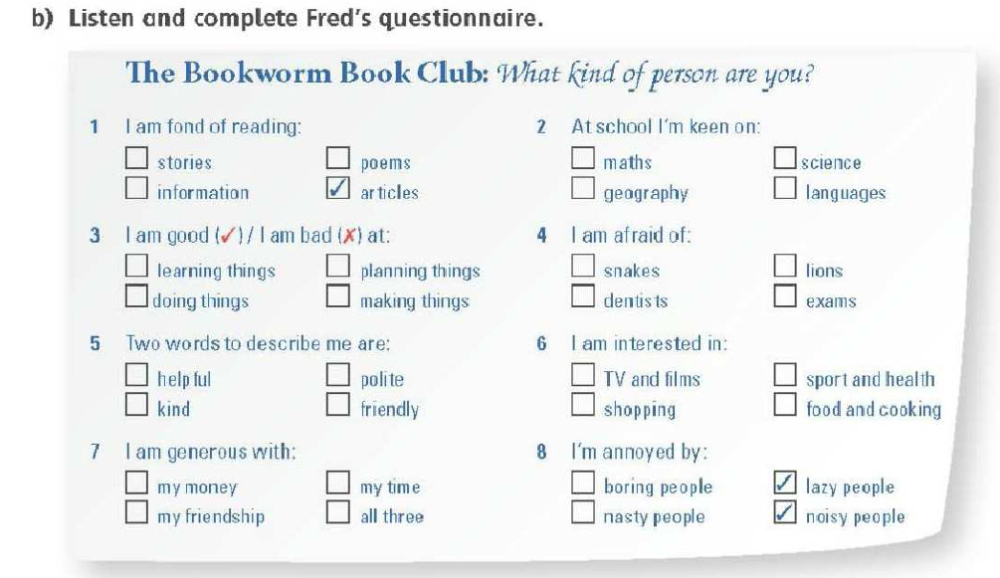 b) Listen and complete Fred's questionnaire.
The Bookworm Book Club: What kind of person are you?
1 I am fond of reading:
stories poems
information ✓ articles
2 At school I'm keen on:
maths science
geography languages
3 I am good (✓) / I am bad (✗) at:
learning things planning things
doing things making things
4 I am afraid of:
snakes lions
dentists exams
5 Two words to describe me are:
helpful polite
kind friendly
6 I am interested in:
TV and films sport and health
shopping food and cooking
7 I am generous with:
my money my time
my friendship all three
8 I'm annoyed by:
boring people ✓ lazy people
nasty people ✓ noisy people